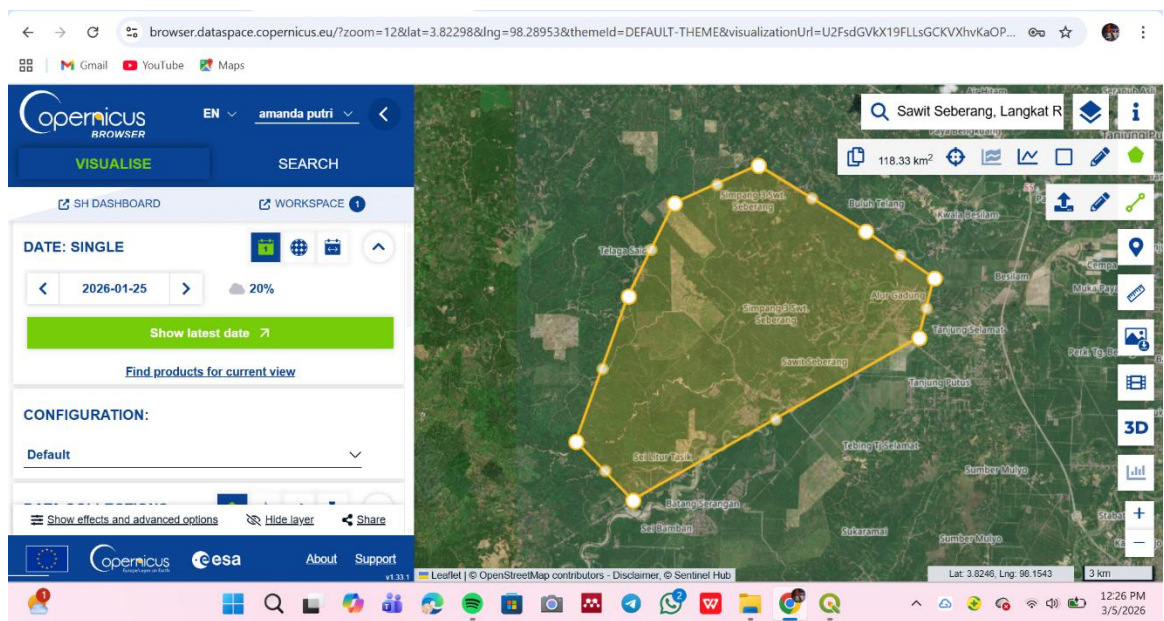 browser.dataspace.copernicus.eu/?zoom=12&lat=3.82298&lng=98.28953&themeId=DEFAULT-THEME&visualizationUrl=U2FsdGVkX19FLLsGCKVXhvKaOP...
Gmail YouTube Maps
Copernicus
BROWSER
EN amanda putri
VISUALISE SEARCH
SH DASHBOARD WORKSPACE 1
DATE: SINGLE
2026-01-25 20%
Show latest date
Find products for current view
CONFIGURATION:
Default
Show effects and advanced options Hide layer Share
Copernicus
Europe's eyes on Earth
esa
About Support
v1.33.1
Sawit Seberang, Langkat R
118.33 km2
Simpang 3 Swt.
Seberang
Buluh Telang
Kwala Besilam
Telaga Said
Besilam
Alur Gadung
Simpang 3 Swt.
Seberang
Tanjung Selamat
Sawit Seberang
Tanjung Putus
Tebing Tj Selamat
Sei Litur Tasik
Sumber Mulyo
Batang Serangan
Sei Bamban
Sukaramai
Sumber Mulyo
3D
+
−
Leaflet | © OpenStreetMap contributors - Disclaimer, © Sentinel Hub
Lat: 3.8246, Lng: 98.1543
3 km
12:26 PM
3/5/2026